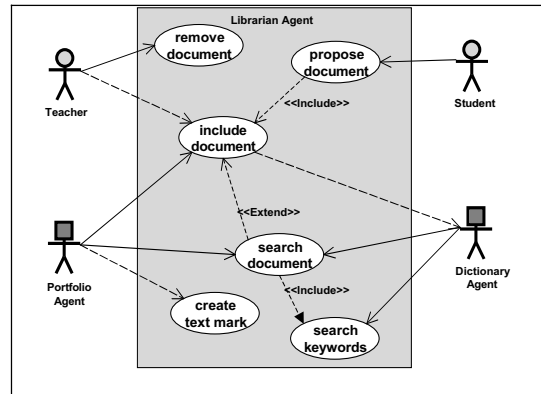 Librarian Agent
remove
document
propose
document
<<Include>>
Teacher
Student
include
document
<<Extend>>
search
document
Portfolio
Agent
<<Include>>
Dictionary
Agent
create
text mark
search
keywords